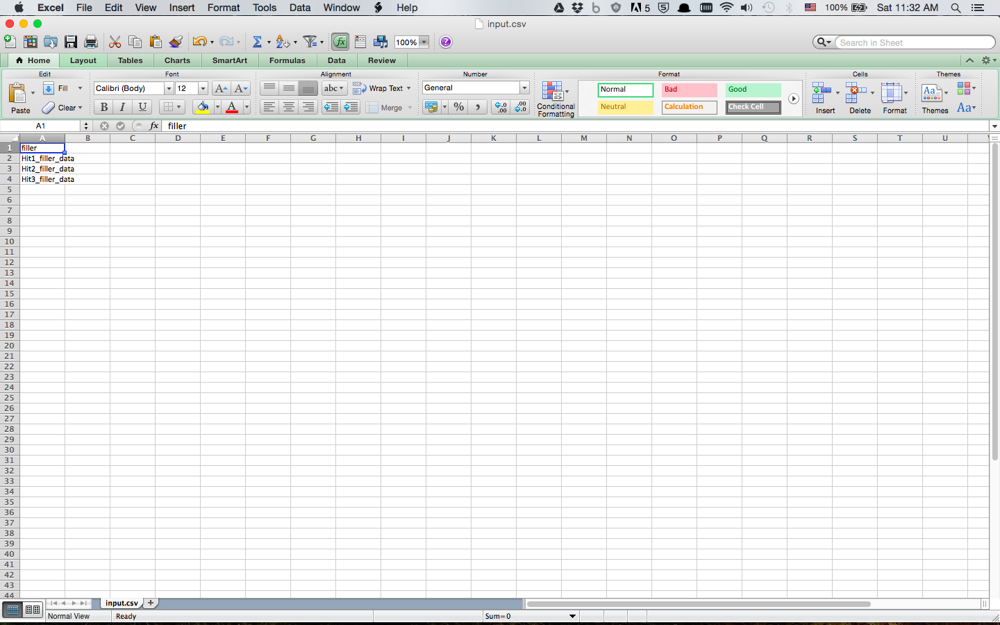 Excel File Edit View Insert Format Tools Data Window Help 5 100% Sat 11:32 AM
input.csv
100% Search in Sheet
Home Layout Tables Charts SmartArt Formulas Data Review
Edit Font Alignment Number Format Cells Themes
Fill Calibri (Body) 12 abc Wrap Text General Normal Bad Good
Paste Clear B I U A Merge % Conditional Formatting Neutral Calculation Check Cell Insert Delete Format Themes Aa
A1 fx filler
A B C D E F G H I J K L M N O P Q R S T U
1 filler
2 Hit1_filler_data
3 Hit2_filler_data
4 Hit3_filler_data
5
6
7
8
9
10
11
12
13
14
15
16
17
18
19
20
21
22
23
24
25
26
27
28
29
30
31
32
33
34
35
36
37
38
39
40
41
42
43
44
input.csv
Normal View Ready Sum=0